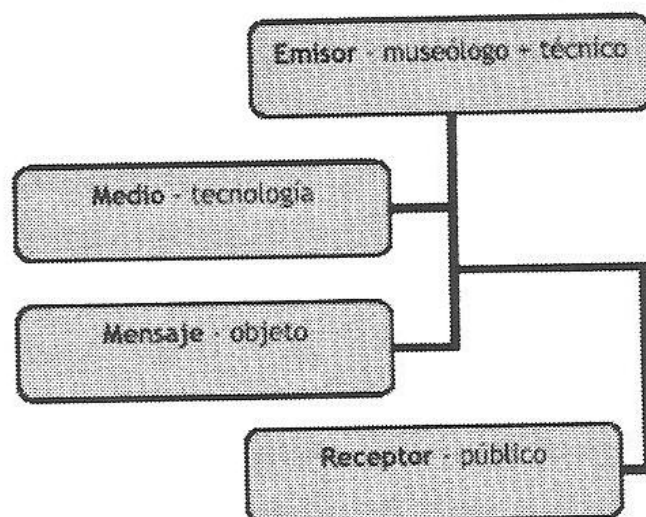 Emisor - museólogo + técnico
Medio - tecnología
Mensaje - objeto
Receptor - público